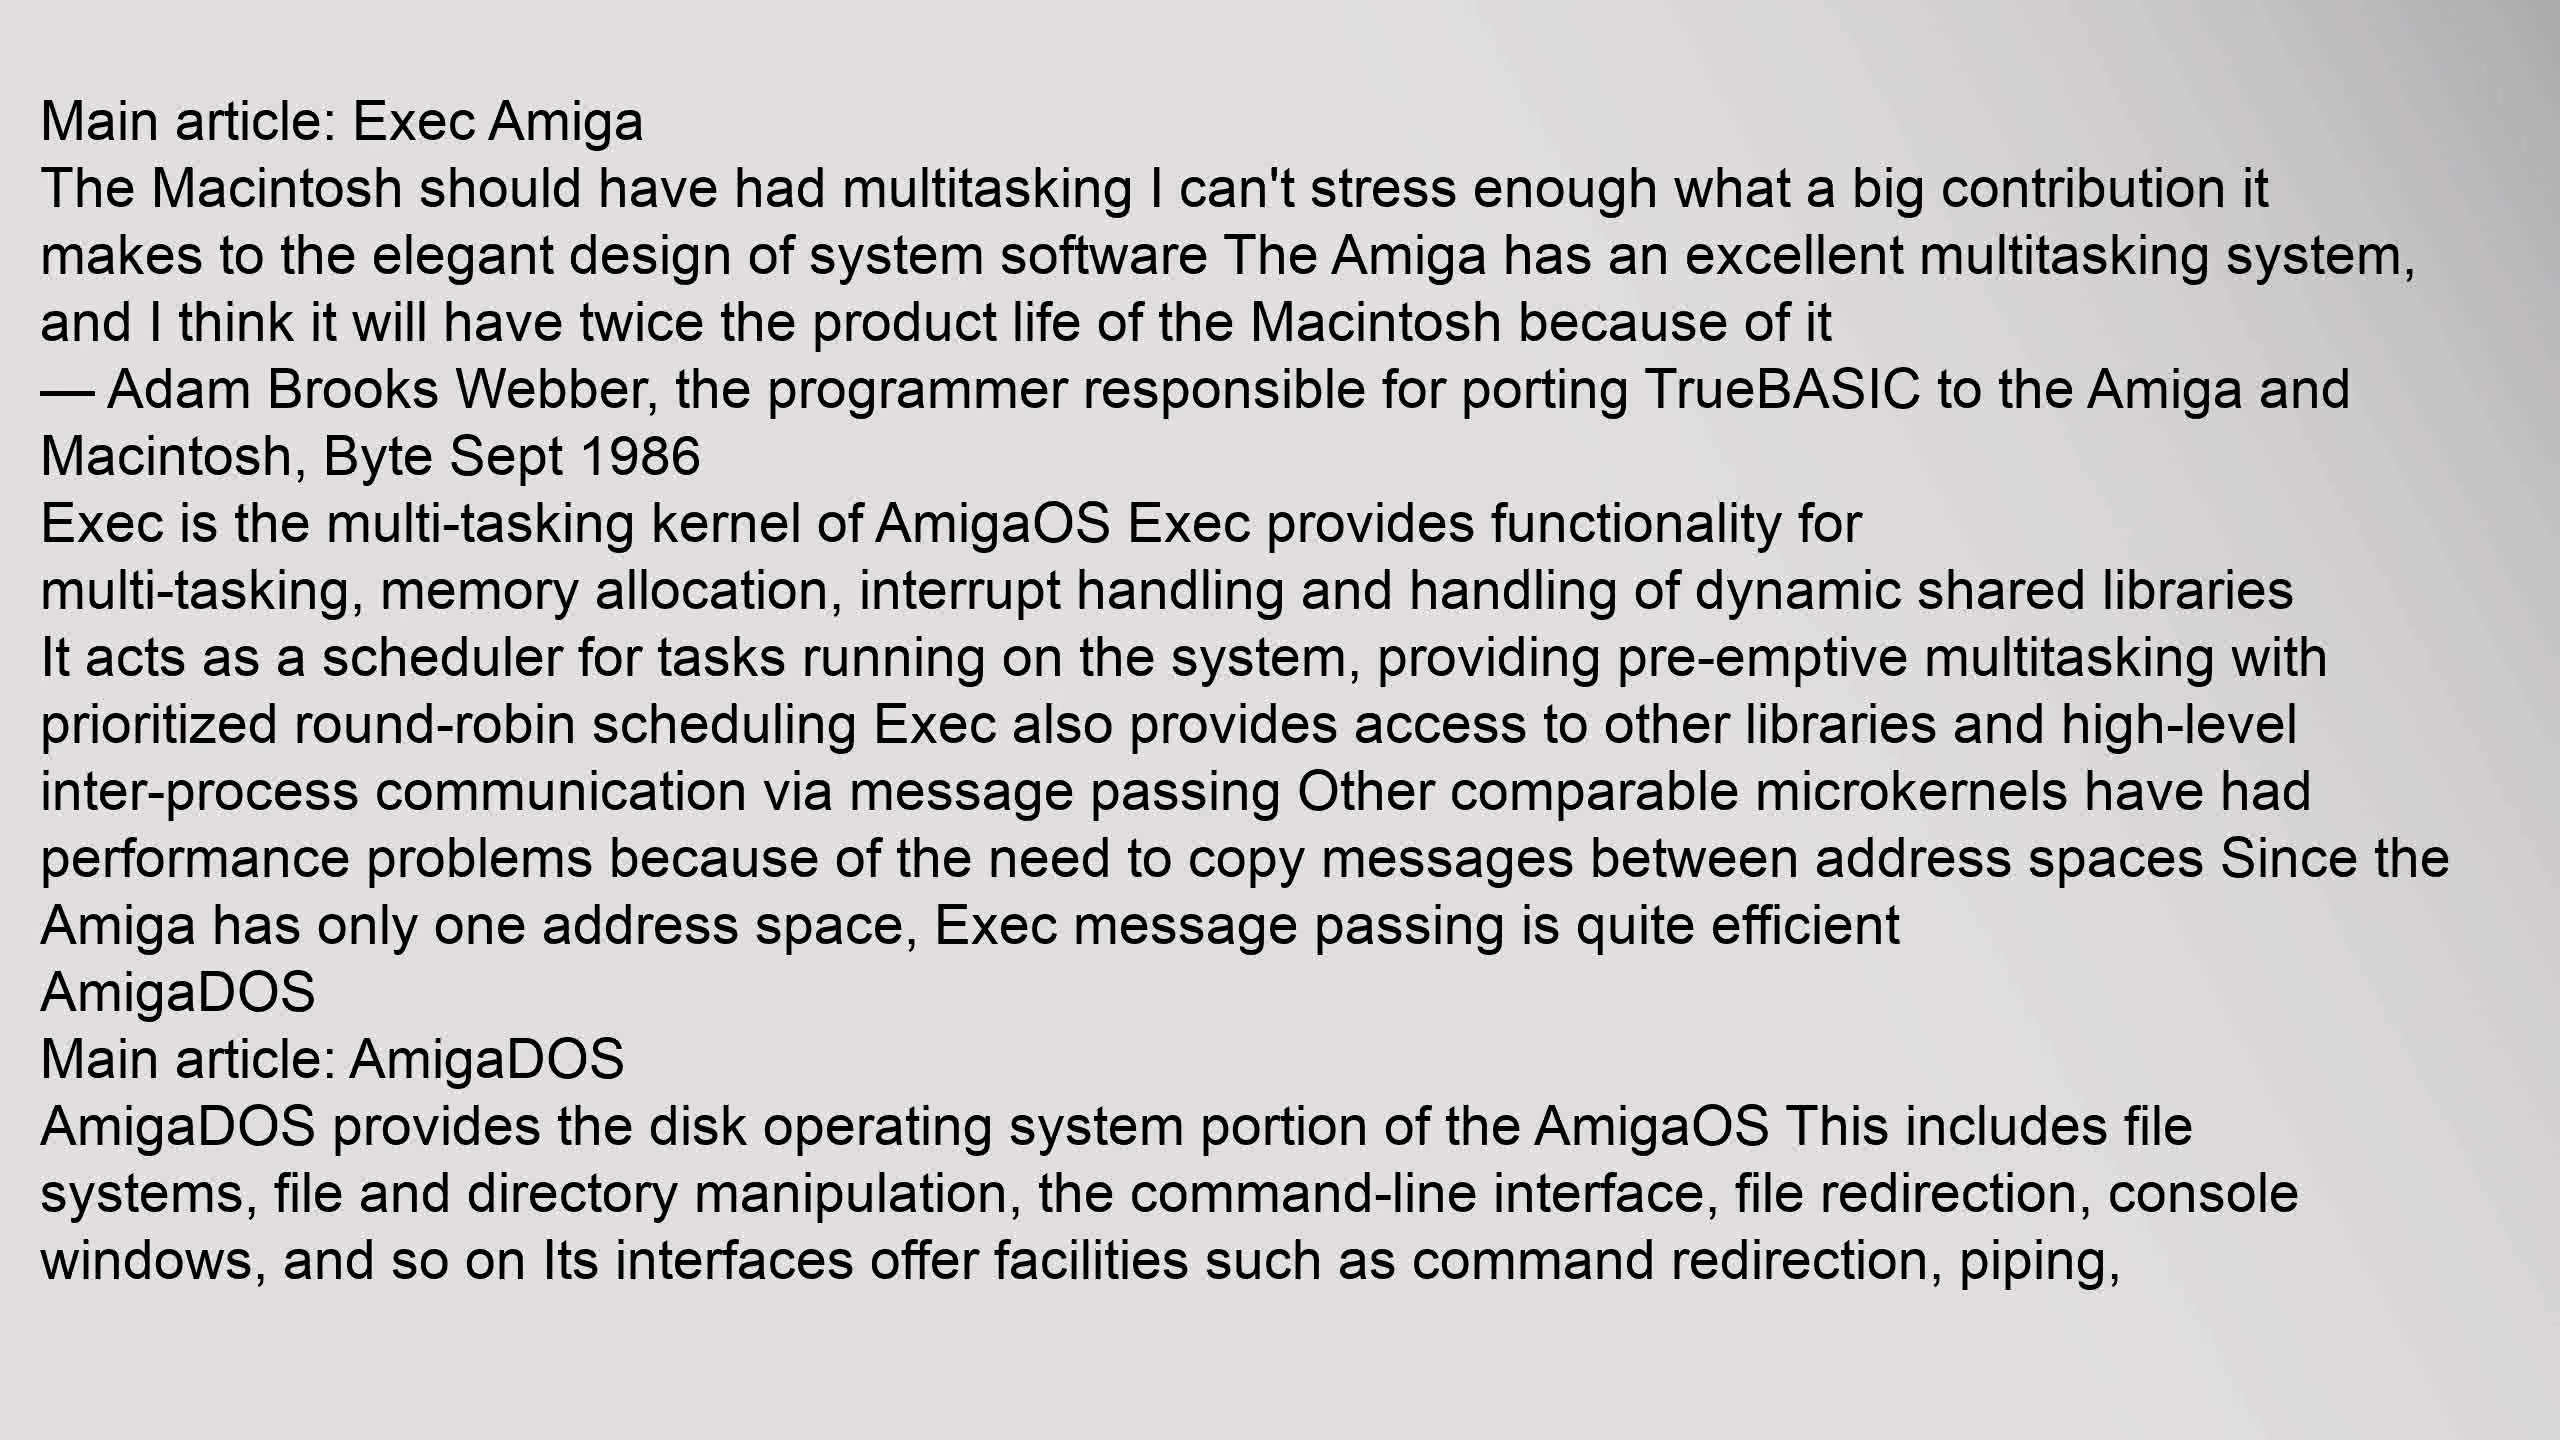 Main article: Exec Amiga
The Macintosh should have had multitasking I can't stress enough what a big contribution it
makes to the elegant design of system software The Amiga has an excellent multitasking system,
and I think it will have twice the product life of the Macintosh because of it
— Adam Brooks Webber, the programmer responsible for porting TrueBASIC to the Amiga and
Macintosh, Byte Sept 1986
Exec is the multi-tasking kernel of AmigaOS Exec provides functionality for
multi-tasking, memory allocation, interrupt handling and handling of dynamic shared libraries
It acts as a scheduler for tasks running on the system, providing pre-emptive multitasking with
prioritized round-robin scheduling Exec also provides access to other libraries and high-level
inter-process communication via message passing Other comparable microkernels have had
performance problems because of the need to copy messages between address spaces Since the
Amiga has only one address space, Exec message passing is quite efficient
AmigaDOS
Main article: AmigaDOS
AmigaDOS provides the disk operating system portion of the AmigaOS This includes file
systems, file and directory manipulation, the command-line interface, file redirection, console
windows, and so on Its interfaces offer facilities such as command redirection, piping,